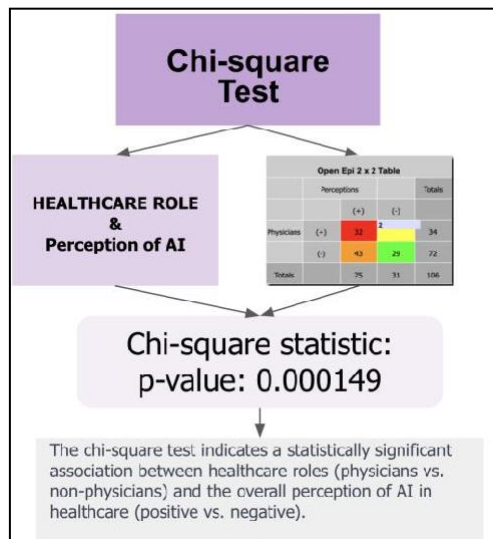 Chi-square
Test
HEALTHCARE ROLE
&
Perception of AI
Open Epi 2 x 2 Table
Perceptions Totals
(+) (-)
Physicians (+) 32 2 34
(-) 43 29 72
Totals 75 31 106
Chi-square statistic:
p-value: 0.000149
The chi-square test indicates a statistically significant
association between healthcare roles (physicians vs.
non-physicians) and the overall perception of AI in
healthcare (positive vs. negative).